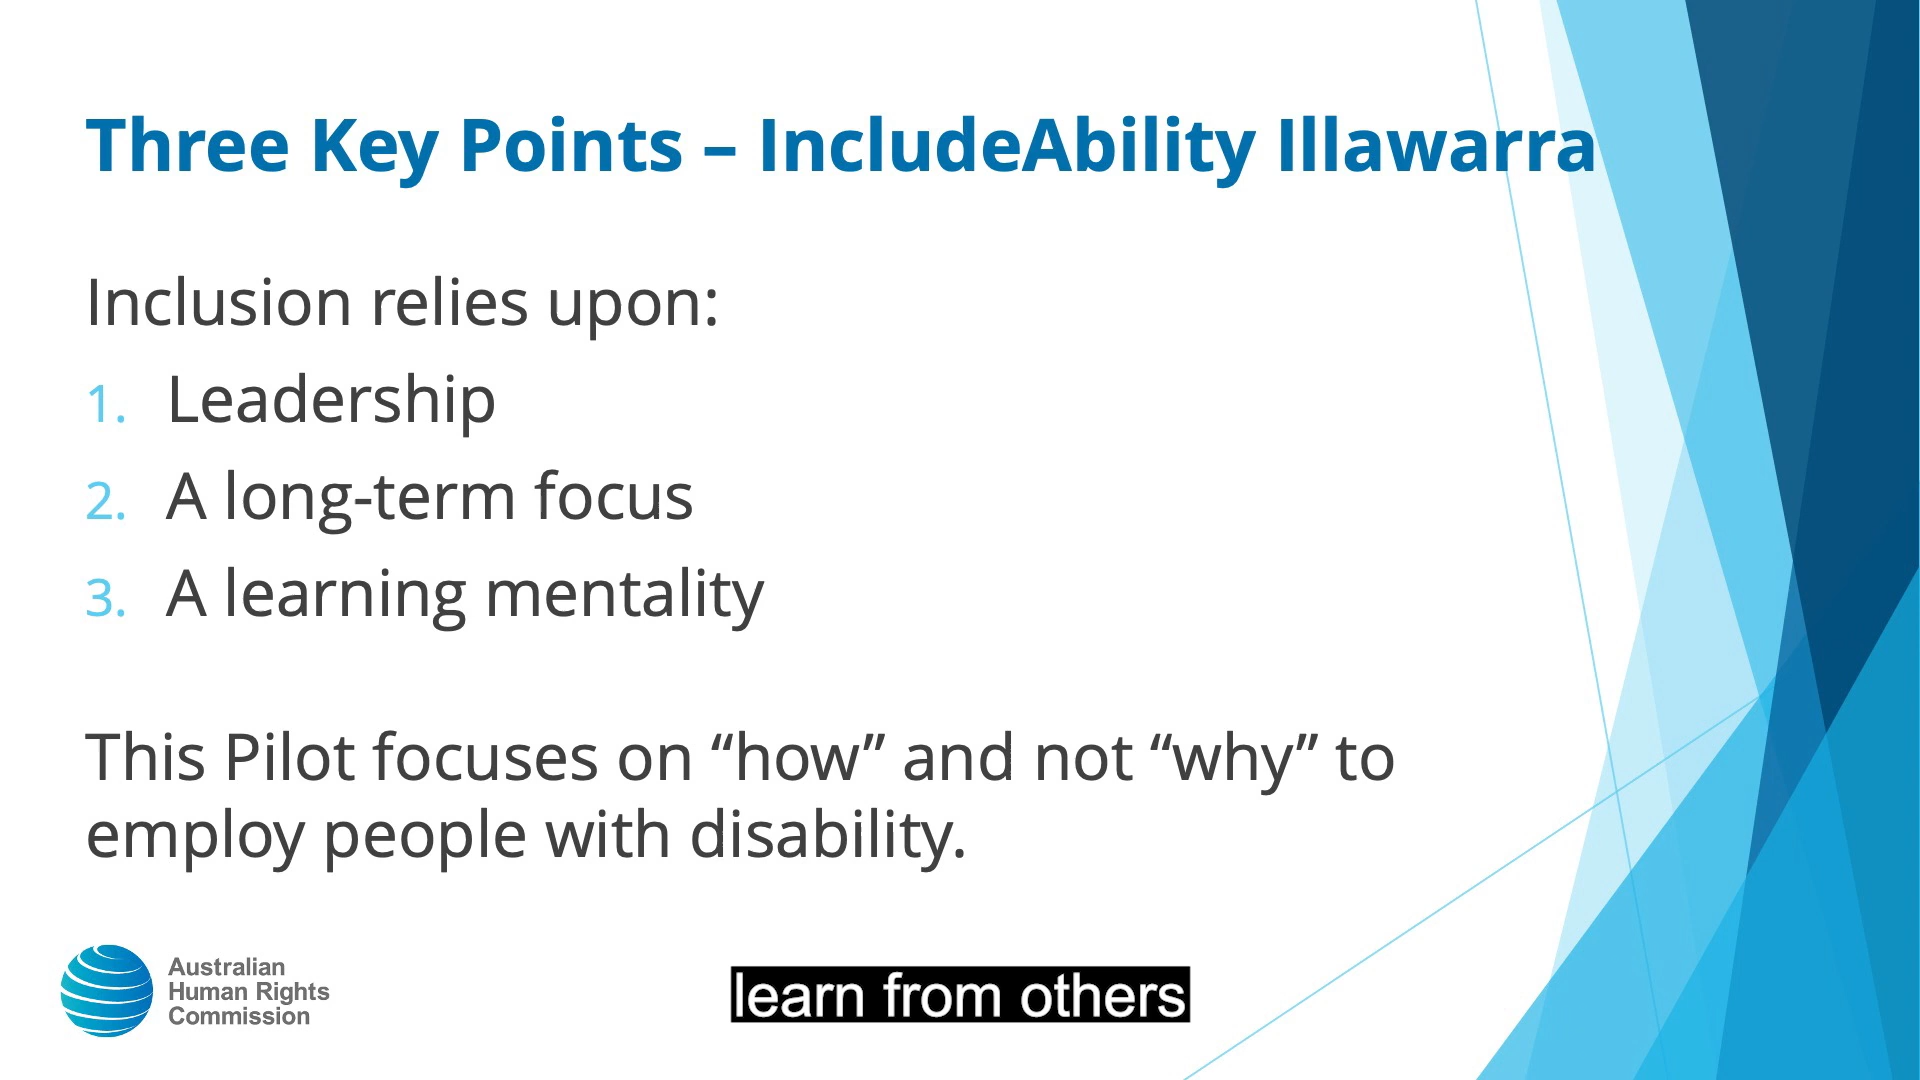 Three Key Points – IncludeAbility Illawarra
Inclusion relies upon:
1. Leadership
2. A long-term focus
3. A learning mentality
This Pilot focuses on “how” and not “why” to
employ people with disability.
Australian
Human Rights
Commission
learn from others